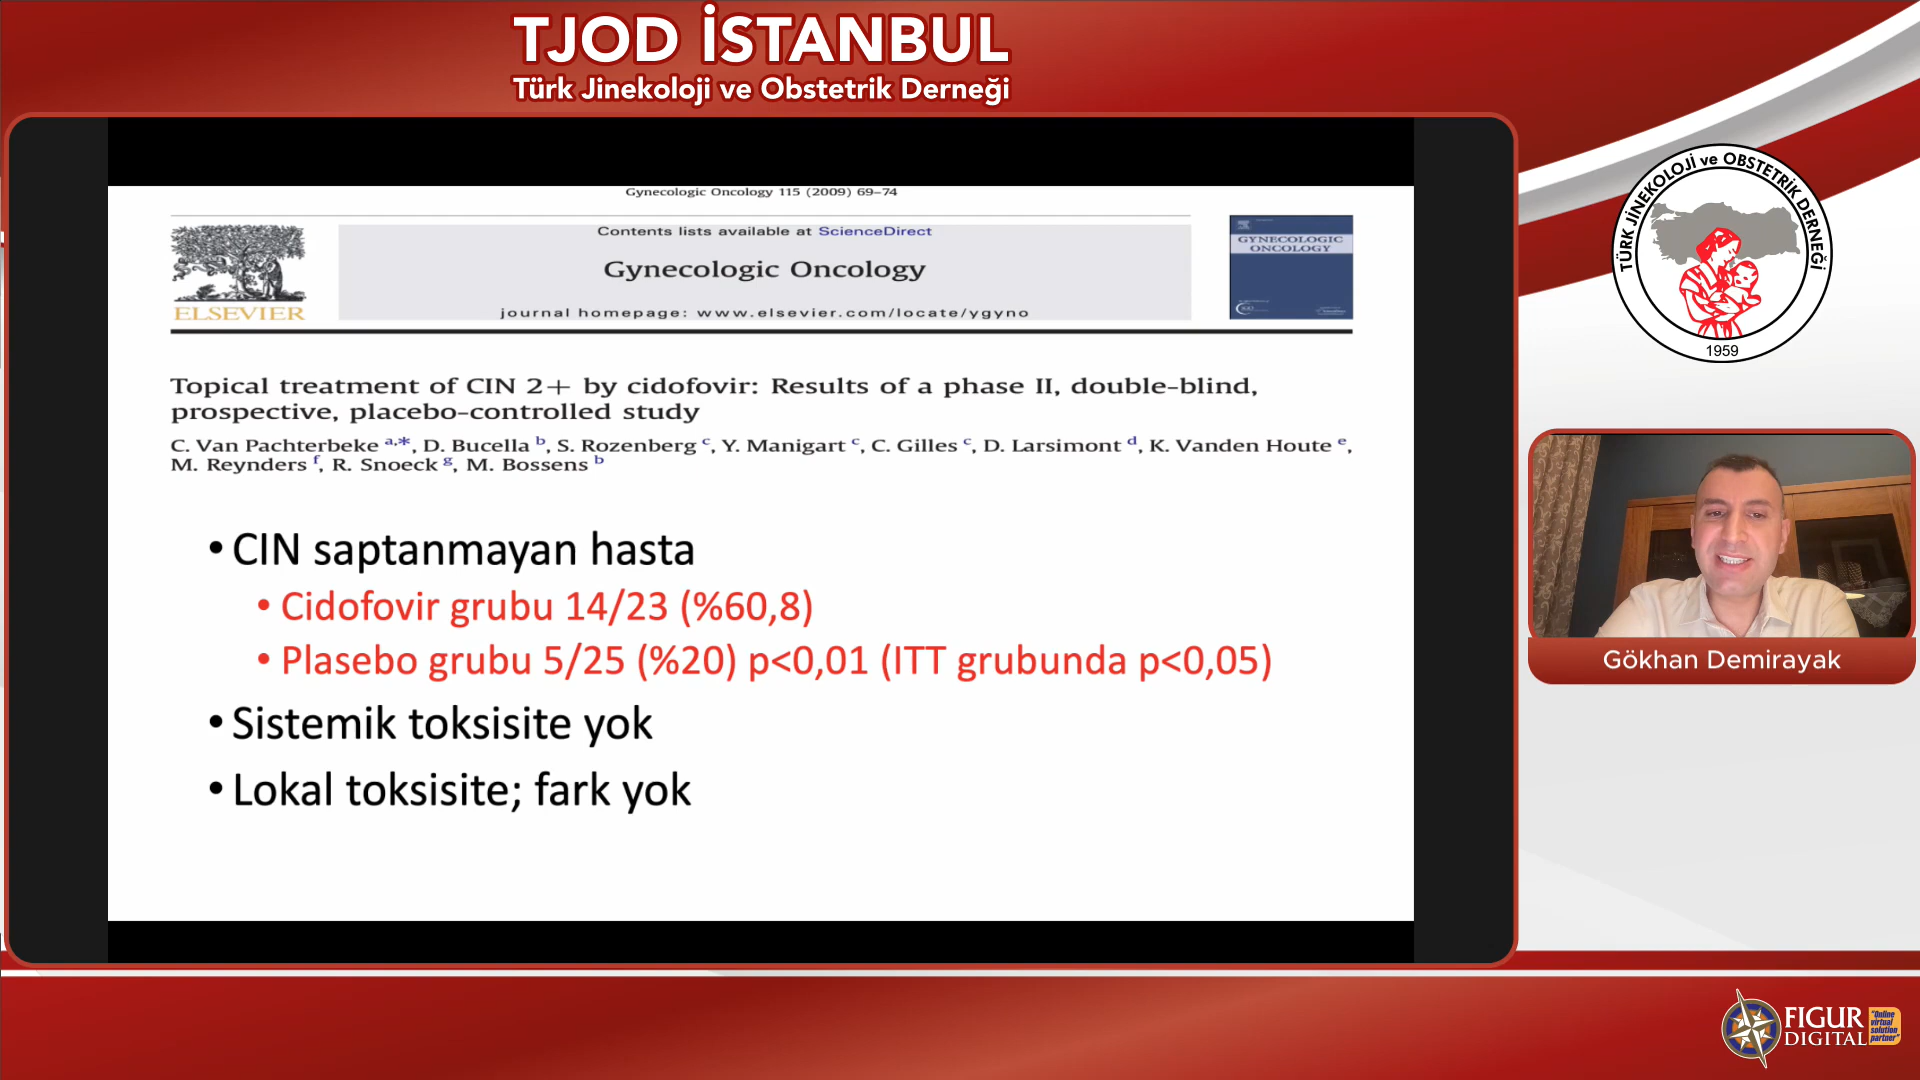 TJOD İSTANBUL
Türk Jinekoloji ve Obstetrik Derneği
Gynecologic Oncology 115 (2009) 69–74
Contents lists available at ScienceDirect
Gynecologic Oncology
journal homepage: www.elsevier.com/locate/ygyno
ELSEVIER
GYNECOLOGIC
ONCOLOGY
Topical treatment of CIN 2+ by cidofovir: Results of a phase II, double-blind,
prospective, placebo-controlled study
C. Van Pachterbeke a,*, D. Bucella b, S. Rozenberg c, Y. Manigart c, C. Gilles c, D. Larsimont d, K. Vanden Houte e,
M. Reynders f, R. Snoeck g, M. Bossens b
• CIN saptanmayan hasta
• Cidofovir grubu 14/23 (%60,8)
• Plasebo grubu 5/25 (%20) p<0,01 (ITT grubunda p<0,05)
• Sistemik toksisite yok
• Lokal toksisite; fark yok
TÜRK JİNEKOLOJİ ve OBSTETRİK DERNEĞİ
1959
Gökhan Demirayak
FIGUR
DIGITAL
"Online
virtual
solution
partner"